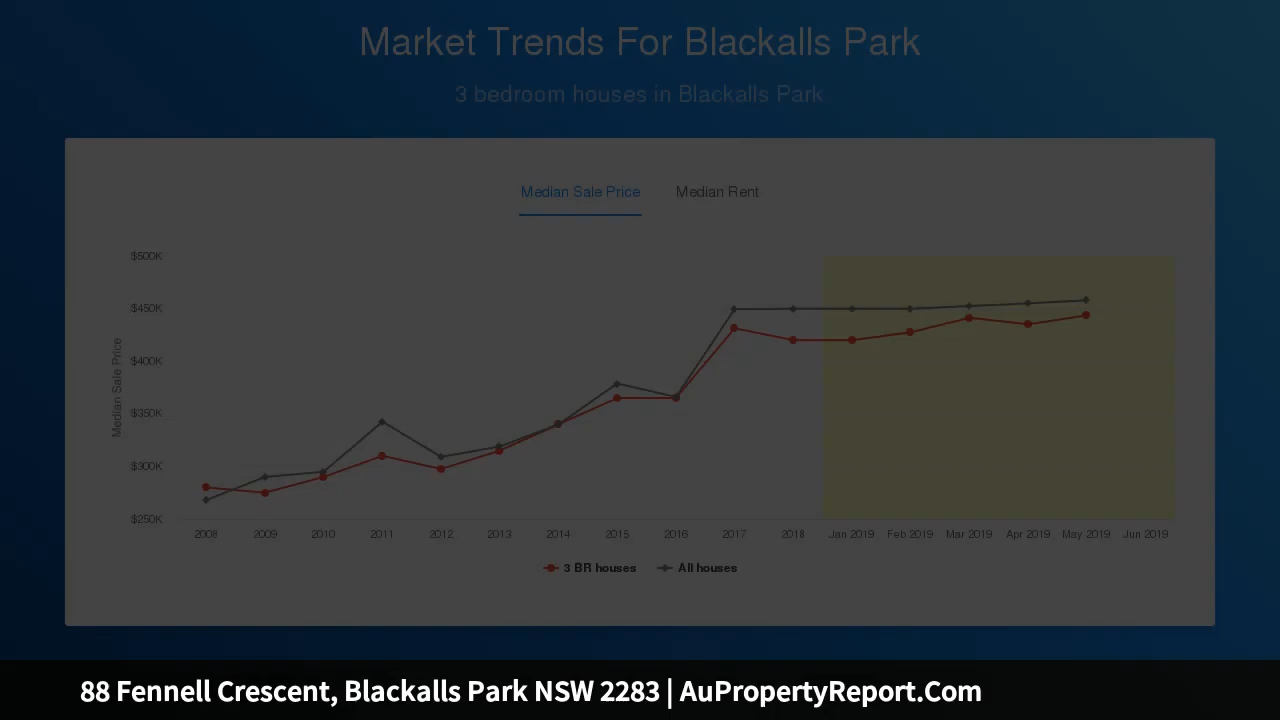 Market Trends For Blackalls Park
3 bedroom houses in Blackalls Park
Median Sale Price Median Rent
$500K
$450K
$400K
$350K
$300K
$250K
Median Sale Price
2008 2009 2010 2011 2012 2013 2014 2015 2016 2017 2018 Jan 2019 Feb 2019 Mar 2019 Apr 2019 May 2019 Jun 2019
3 BR houses All houses
88 Fennell Crescent, Blackalls Park NSW 2283 | AuPropertyReport.Com